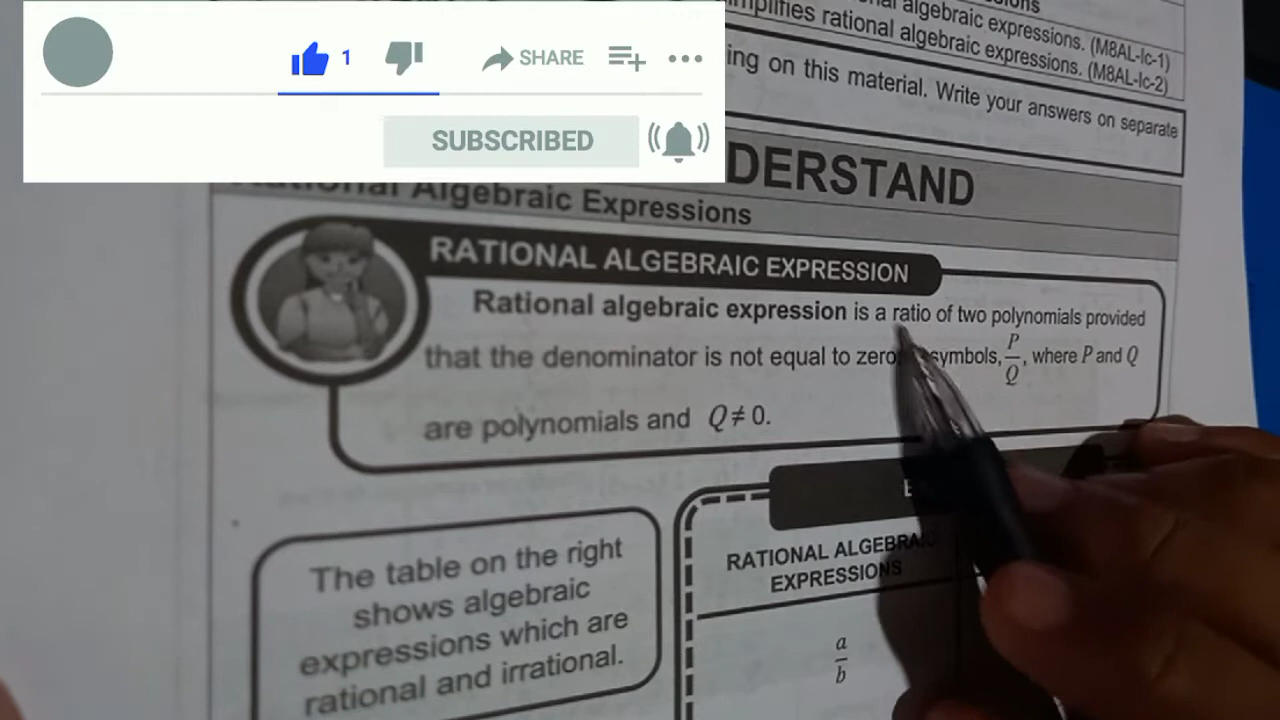 1
SHARE
SUBSCRIBED
algebraic expressions. (M8AL-Ic-1)
simplifies rational algebraic expressions. (M8AL-Ic-2)
ing on this material. Write your answers on separate
DERSTAND
Rational Algebraic Expressions
RATIONAL ALGEBRAIC EXPRESSION
Rational algebraic expression is a ratio of two polynomials provided
that the denominator is not equal to zero symbols, P/Q, where P and Q
are polynomials and Q ≠ 0.
The table on the right
shows algebraic
expressions which are
rational and irrational.
RATIONAL ALGEBRAIC
EXPRESSIONS
a
b